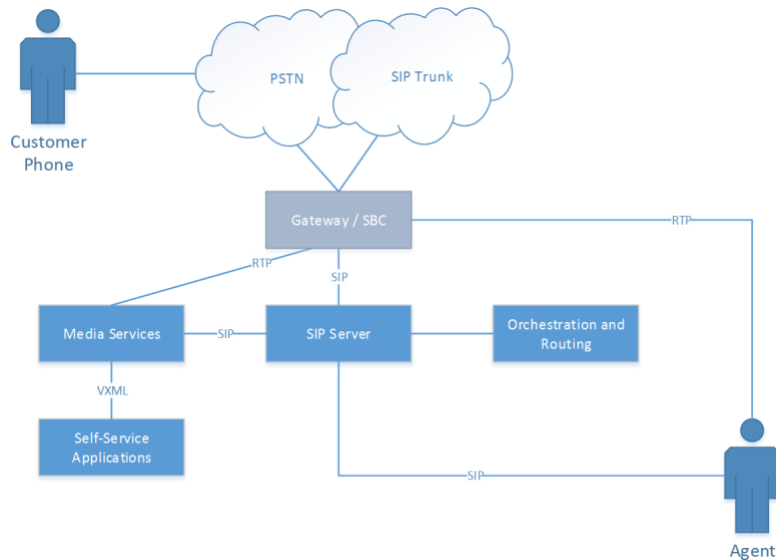 PSTN
SIP Trunk
Customer
Phone
Gateway / SBC
RTP
RTP
SIP
Media Services
SIP
SIP Server
Orchestration and
Routing
VXML
Self-Service
Applications
SIP
Agent